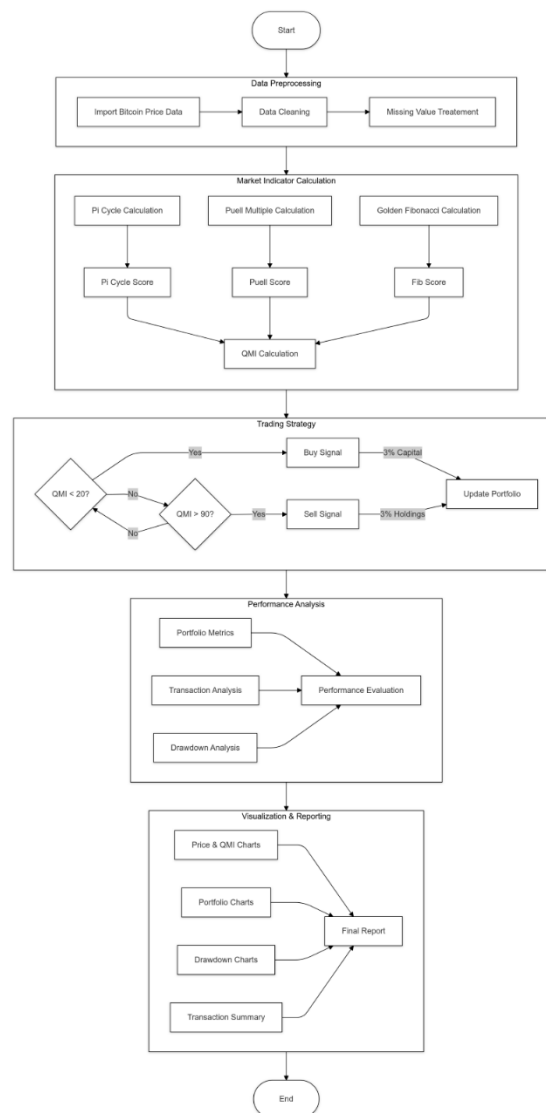 Start
Data Preprocessing
Import Bitcoin Price Data
Data Cleaning
Missing Value Treatement
Market Indicator Calculation
Pi Cycle Calculation
Puell Multiple Calculation
Golden Fibonacci Calculation
Pi Cycle Score
Puell Score
Fib Score
QMI Calculation
Trading Strategy
Yes
Buy Signal
3% Capital
QMI < 20?
No
No
QMI > 90?
Yes
Sell Signal
3% Holdings
Update Portfolio
Performance Analysis
Portfolio Metrics
Transaction Analysis
Performance Evaluation
Drawdown Analysis
Visualization & Reporting
Price & QMI Charts
Portfolio Charts
Final Report
Drawdown Charts
Transaction Summary
End